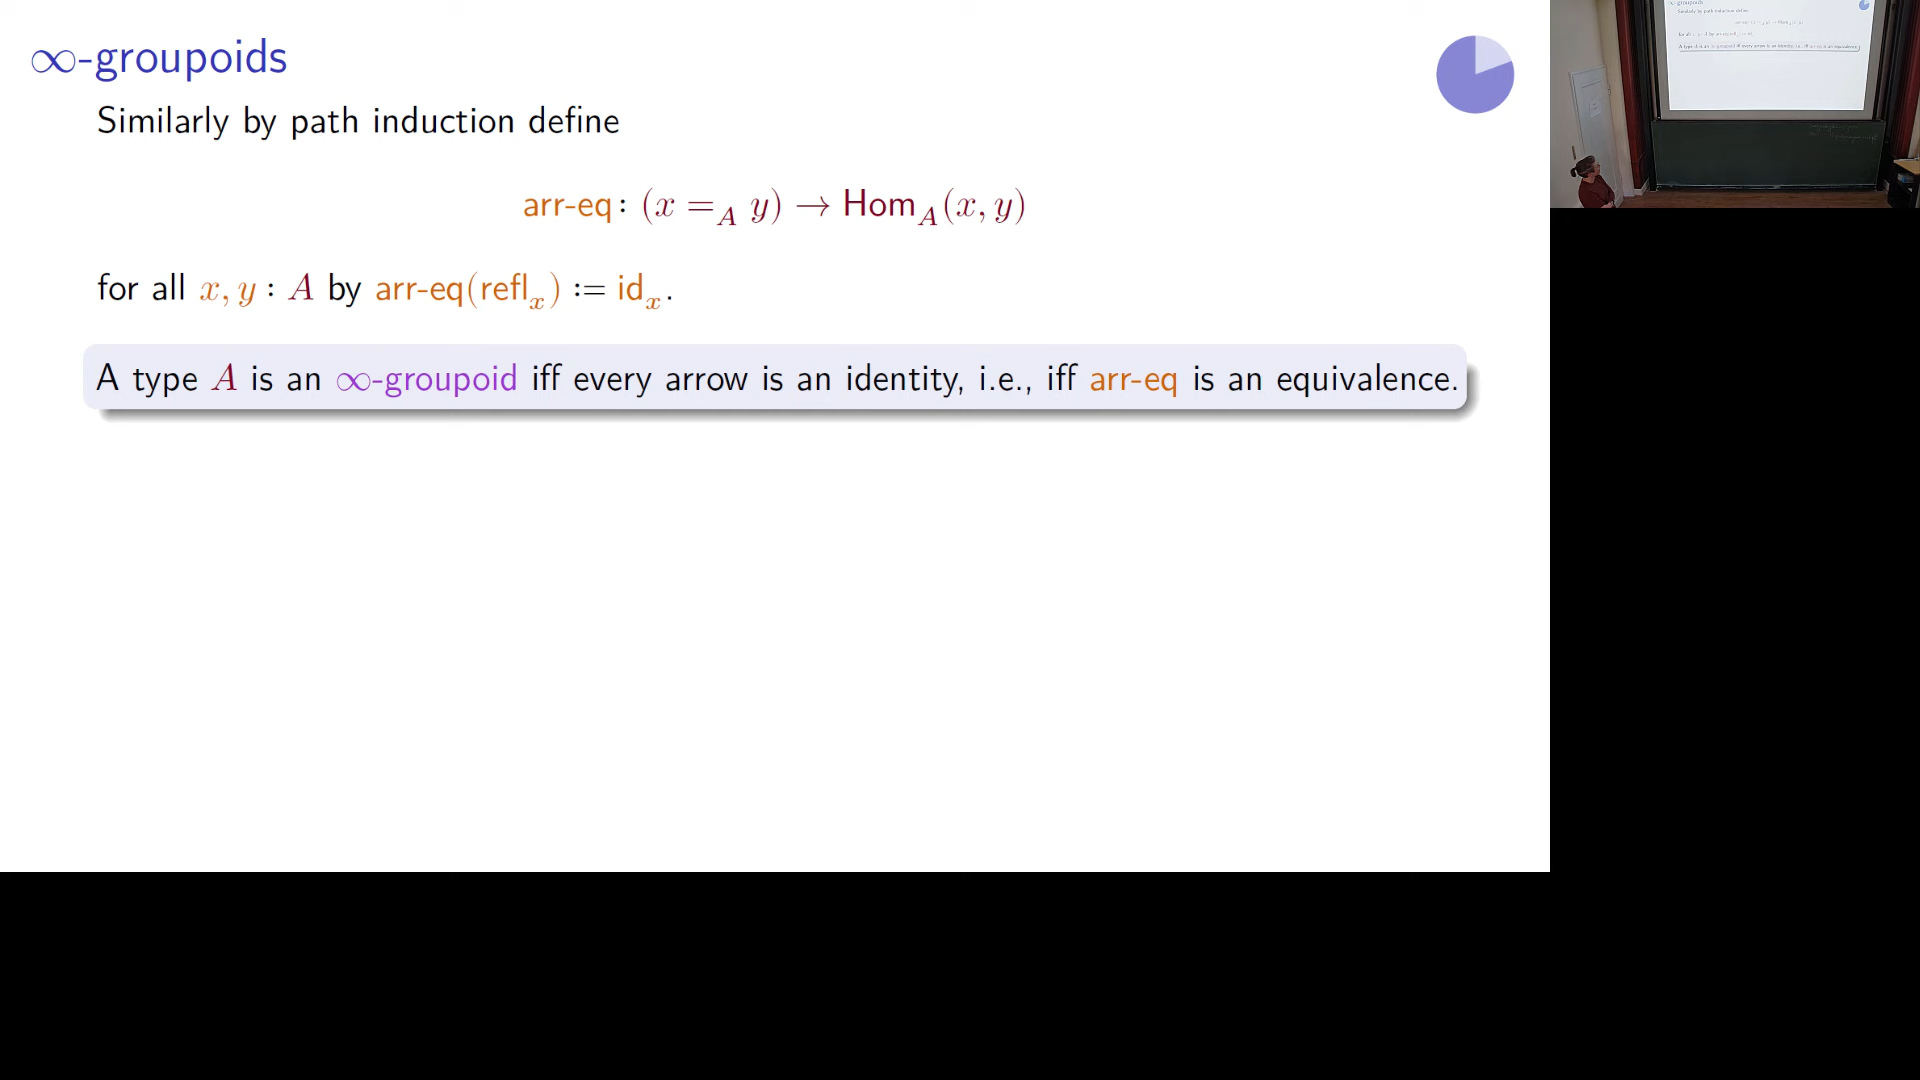 ∞-groupoids
Similarly by path induction define
arr-eq: (x =_A y) → Hom_A(x, y)
for all x, y : A by arr-eq(refl_x) := id_x.
A type A is an ∞-groupoid iff every arrow is an identity, i.e., iff arr-eq is an equivalence.